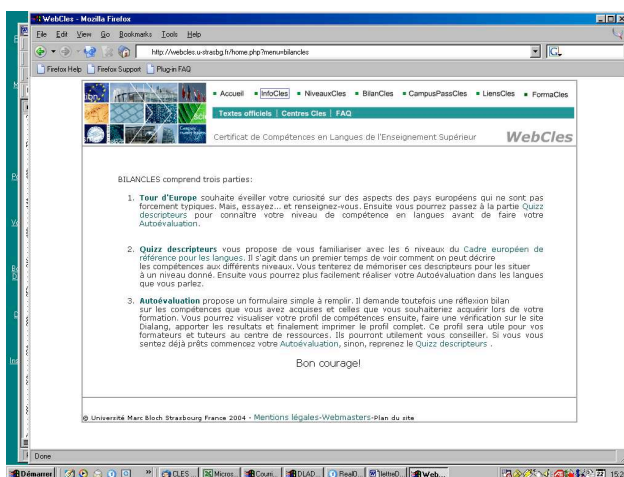 WebCles - Mozilla Firefox
File Edit View Go Bookmarks Tools Help
http://webcles.u-strasbg.fr/home.php?menu=bilancles
Firefox Help Firefox Support Plug-in FAQ
Accueil InfoCles NiveauxCles BilanCles CampusPassCles LiensCles FormaCles
Textes officiels | Centres Cles | FAQ
Certificat de Compétences en Langues de l'Enseignement Supérieur WebCles
BILANCLES comprend trois parties:
1. Tour d'Europe souhaite éveiller votre curiosité sur des aspects des pays européens qui ne sont pas
forcement typiques. Mais, essayez... et renseignez-vous. Ensuite vous pourrez passez à la partie Quizz
descripteurs pour connaître votre niveau de compétence en langues avant de faire votre
Autoévaluation.
2. Quizz descripteurs vous propose de vous familiariser avec les 6 niveaux du Cadre européen de
référence pour les langues. Il s'agit dans un premier temps de voir comment on peut décrire
les compétences aux différents niveaux. Vous tenterez de mémoriser ces descripteurs pour les situer
à un niveau donné. Ensuite vous pourrez plus facilement réaliser votre Autoévaluation dans les langues
que vous parlez.
3. Autoévaluation propose un formulaire simple à remplir. Il demande toutefois une réflexion bilan
sur les compétences que vous avez acquises et celles que vous souhaiteriez acquérir lors de votre
formation. Vous pourrez visualiser votre profil de compétences ensuite, faire une vérification sur le site
Dialang, apporter les resultats et finalement imprimer le profil complet. Ce profil sera utile pour vos
formateurs et tuteurs au centre de ressources. Ils pourront utilement vous conseiller. Si vous vous
sentez déjà prêts commencez votre Autoévaluation, sinon, reprenez le Quizz descripteurs .
Bon courage!
© Université Marc Bloch Strasbourg France 2004 - Mentions légales-Webmasters-Plan du site
Done
Démarrer CLES ... Micros... Couri... DLAD... RealO... Web...